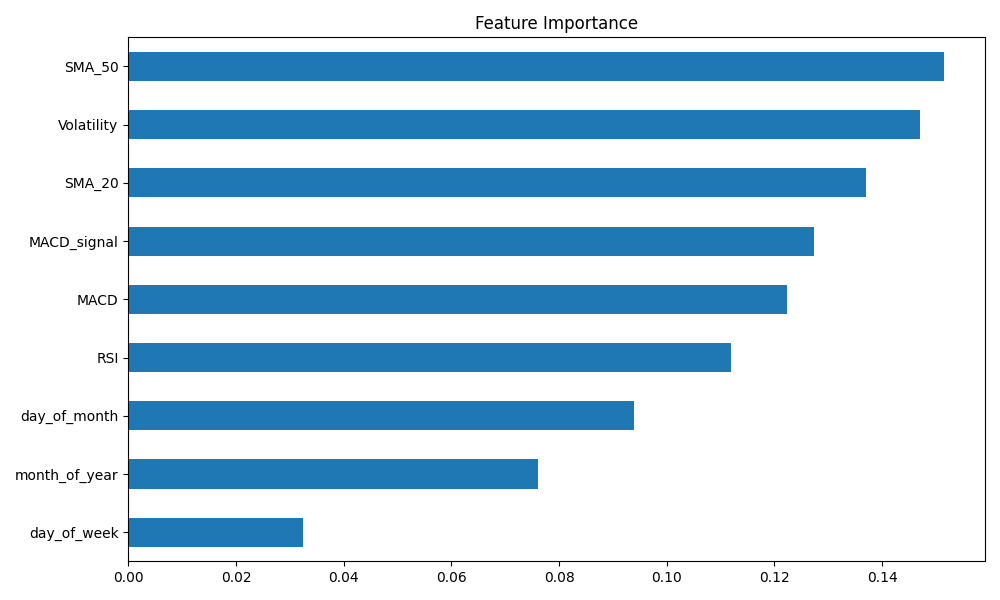 Feature Importance
SMA_50
Volatility
SMA_20
MACD_signal
MACD
RSI
day_of_month
month_of_year
day_of_week
0.00 0.02 0.04 0.06 0.08 0.10 0.12 0.14